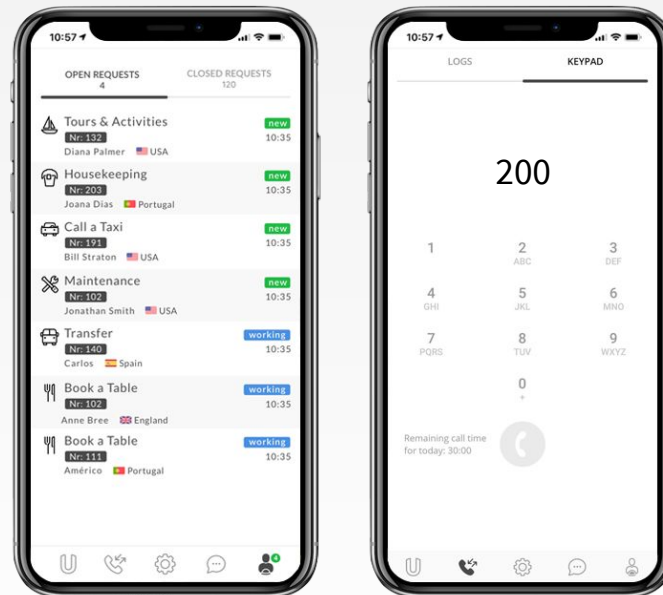 10:57
OPEN REQUESTS
4
CLOSED REQUESTS
120
Tours & Activities
new
Nr: 132
10:35
Diana Palmer USA
Housekeeping
new
Nr: 203
10:35
Joana Dias Portugal
Call a Taxi
new
Nr: 191
10:35
Bill Straton USA
Maintenance
new
Nr: 102
10:35
Jonathan Smith USA
Transfer
working
Nr: 140
10:35
Carlos Spain
Book a Table
working
Nr: 102
10:35
Anne Bree England
Book a Table
working
Nr: 111
10:35
Américo Portugal
4
10:57
LOGS
KEYPAD
200
1 2 3
ABC DEF
4 5 6
GHI JKL MNO
7 8 9
PQRS TUV WXYZ
0
+
Remaining call time
for today: 30:00